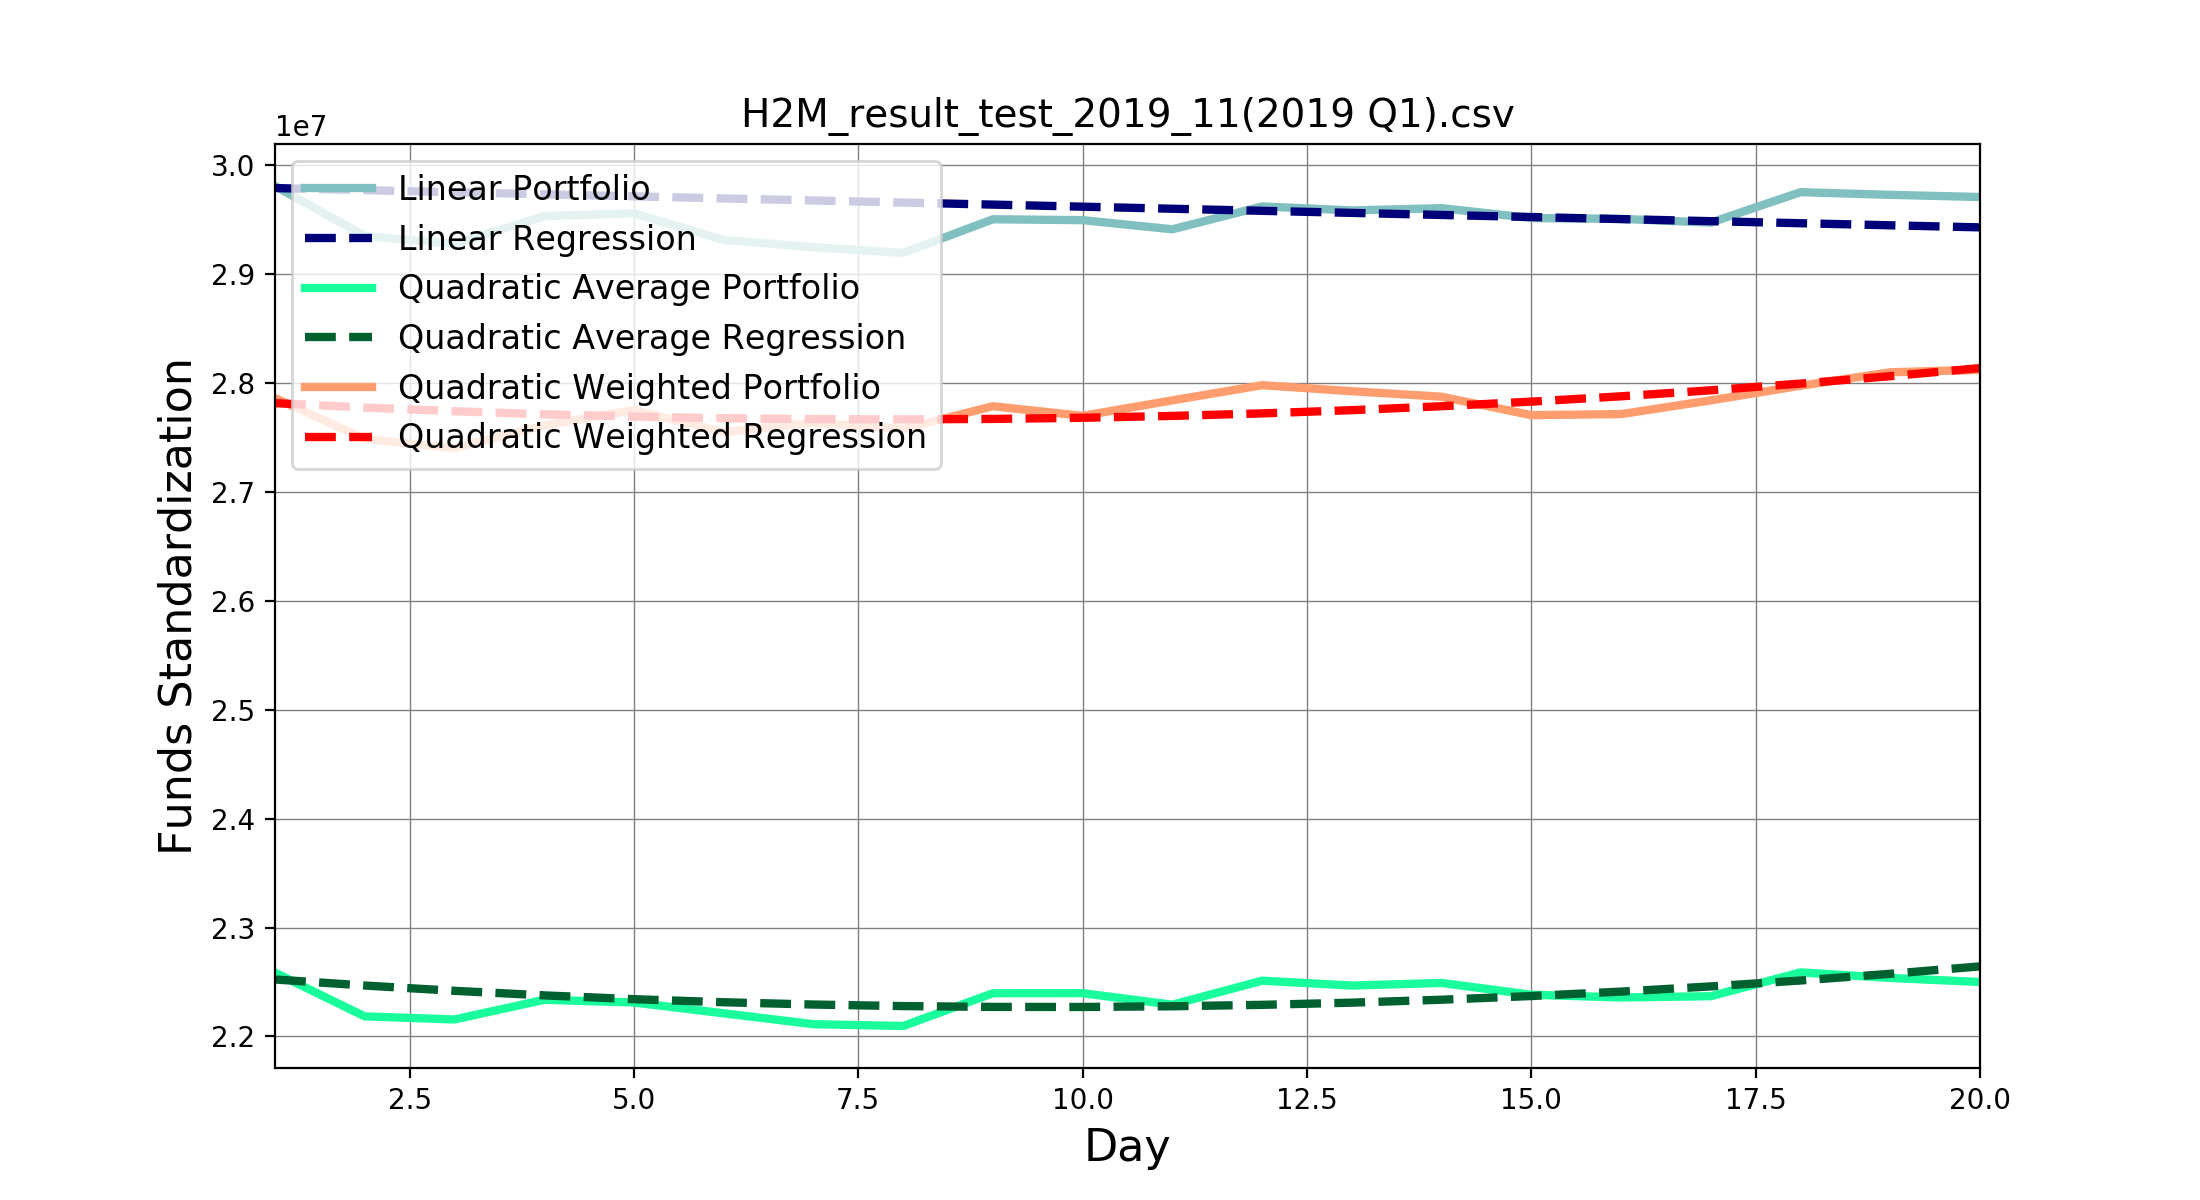 H2M_result_test_2019_11(2019 Q1).csv
1e7
3.0
2.9
2.8
2.7
2.6
2.5
2.4
2.3
2.2
Funds Standardization
Linear Portfolio
Linear Regression
Quadratic Average Portfolio
Quadratic Average Regression
Quadratic Weighted Portfolio
Quadratic Weighted Regression
2.5 5.0 7.5 10.0 12.5 15.0 17.5 20.0
Day